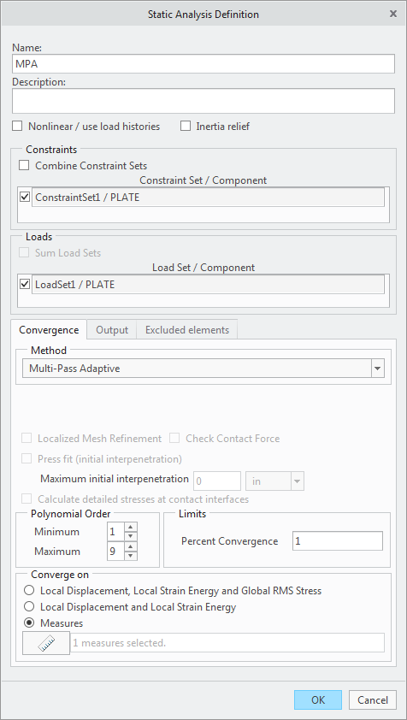 Static Analysis Definition
Name:
MPA
Description:
Nonlinear / use load histories Inertia relief
Constraints
Combine Constraint Sets
Constraint Set / Component
ConstraintSet1 / PLATE
Loads
Sum Load Sets
Load Set / Component
LoadSet1 / PLATE
Convergence Output Excluded elements
Method
Multi-Pass Adaptive
Localized Mesh Refinement Check Contact Force
Press fit (initial interpenetration)
Maximum initial interpenetration 0 in
Calculate detailed stresses at contact interfaces
Polynomial Order Limits
Minimum 1
Percent Convergence 1
Maximum 9
Converge on
Local Displacement, Local Strain Energy and Global RMS Stress
Local Displacement and Local Strain Energy
Measures
1 measures selected.
OK Cancel